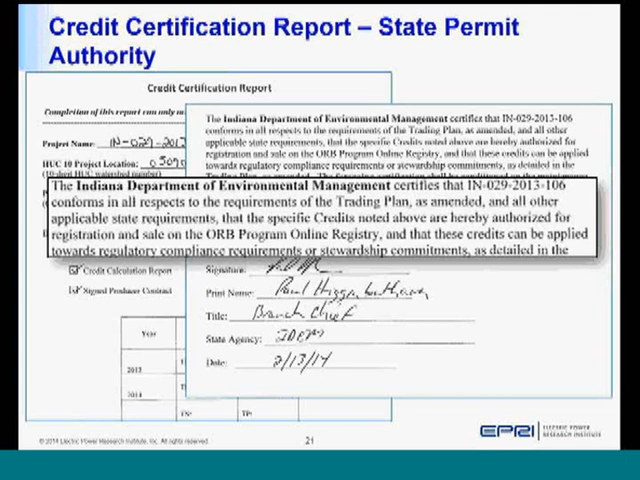 Credit Certification Report – State Permit
Authority
Credit Certification Report
Completion of this report can only
Project Name: IN-029-2013
HUC 10 Project Location:
The Indiana Department of Environmental Management certifies that IN-029-2013-106
conforms in all respects to the requirements of the Trading Plan, as amended, and all other
applicable state requirements, that the specific Credits noted above are hereby authorized for
registration and sale on the ORB Program Online Registry, and that these credits can be applied
towards regulatory compliance requirements or stewardship commitments, as detailed in the
The Indiana Department of Environmental Management certifies that IN-029-2013-106
conforms in all respects to the requirements of the Trading Plan, as amended, and all other
applicable state requirements, that the specific Credits noted above are hereby authorized for
registration and sale on the ORB Program Online Registry, and that these credits can be applied
towards regulatory compliance requirements or stewardship commitments, as detailed in the
Credit Calculation Report
Signed Producer Contract
Signature:
Print Name: Paul
Title: Branch Chief
State Agency: IDEM
Date: 2/13/14
Year
2013
2014
TN
TP
© 2014 Electric Power Research Institute, Inc. All rights reserved.
21
EPRI ELECTRIC POWER
RESEARCH INSTITUTE